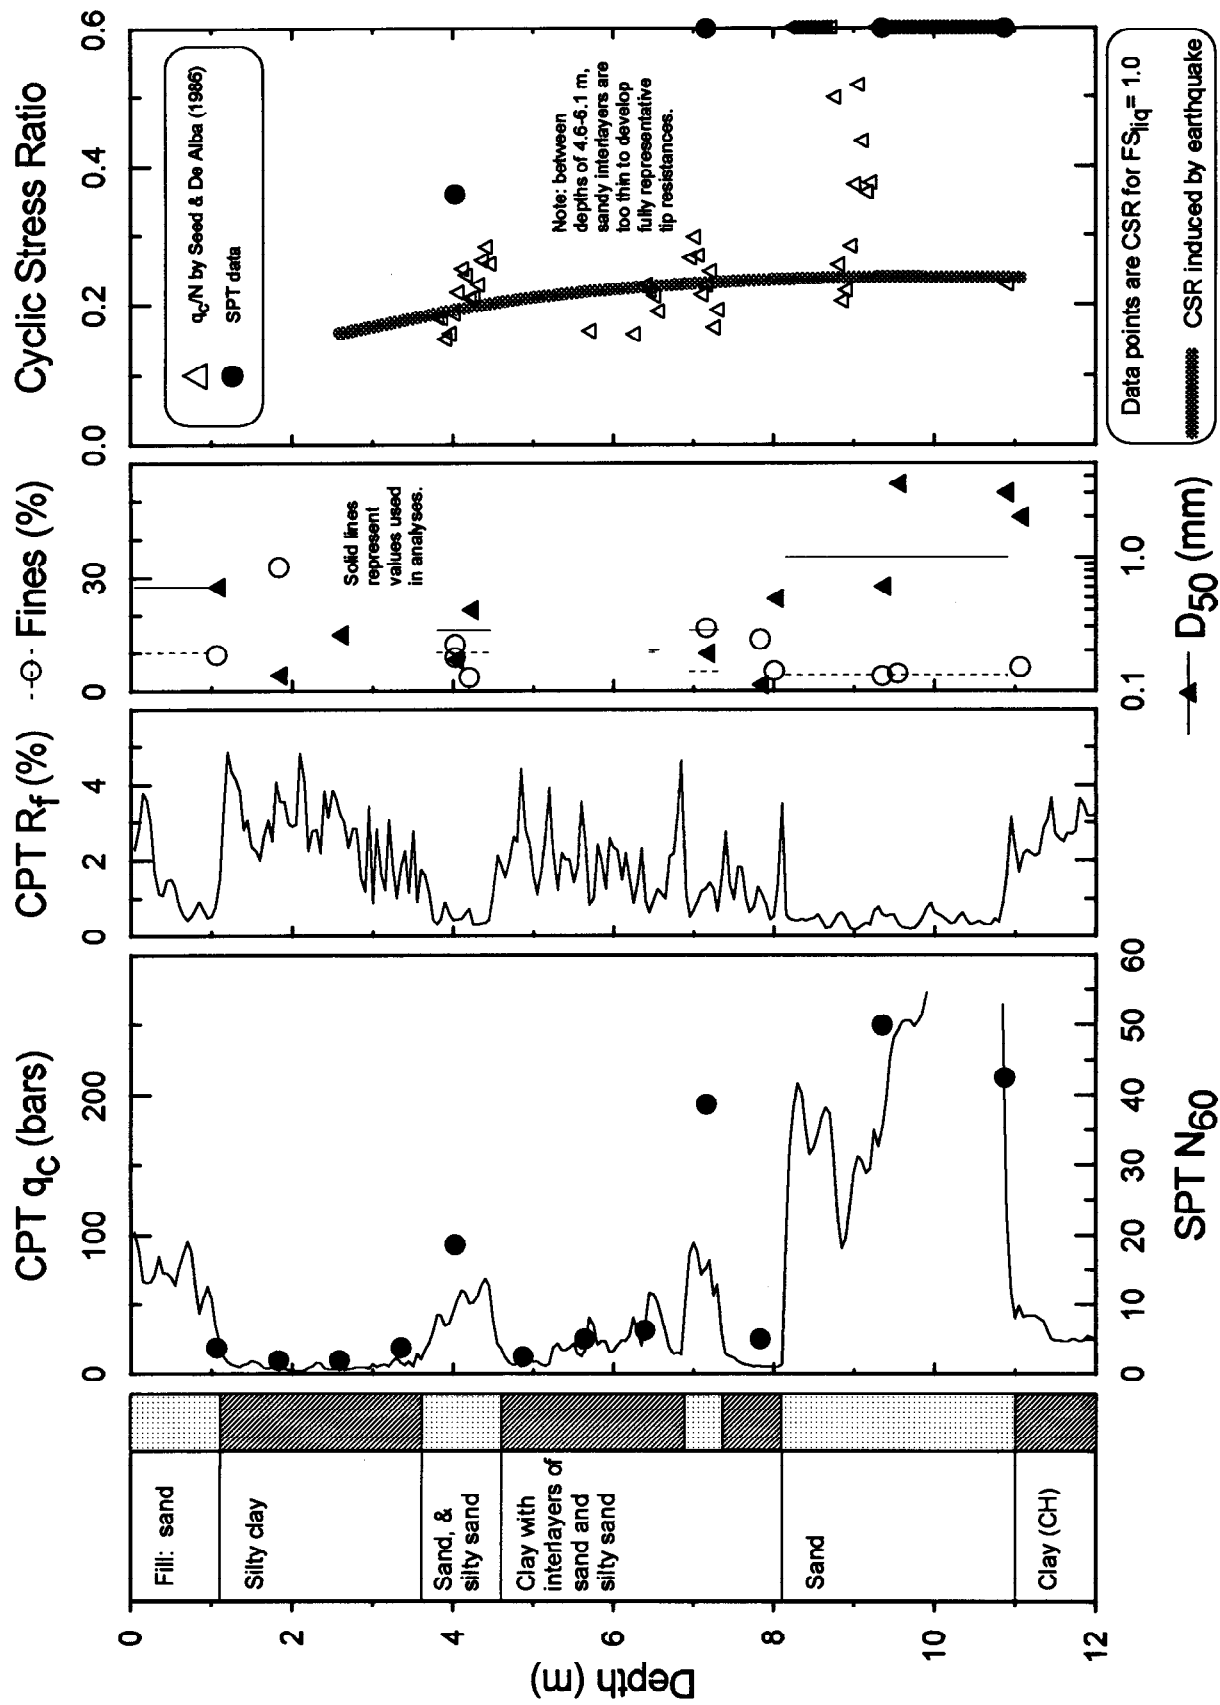 Depth (m)
0
2
4
6
8
10
12
Fill: sand
Silty clay
Sand, &
silty sand
Clay with
interlayers of
sand and
silty sand
Sand
Clay (CH)
CPT qc (bars)
0
100
200
0
10
20
30
40
50
60
SPT N60
CPT Rf (%)
0
2
4
--○-- Fines (%)
0
30
Solid lines
represent
values used
in analyses.
0.1
1.0
—▲— D50 (mm)
Cyclic Stress Ratio
0.0
0.2
0.4
0.6
△ qc/N by Seed & De Alba (1986)
● SPT data
Note: between
depths of 4.6-6.1 m,
sandy interlayers are
too thin to develop
fully representative
tip resistances.
Data points are CSR for FSliq= 1.0
CSR induced by earthquake